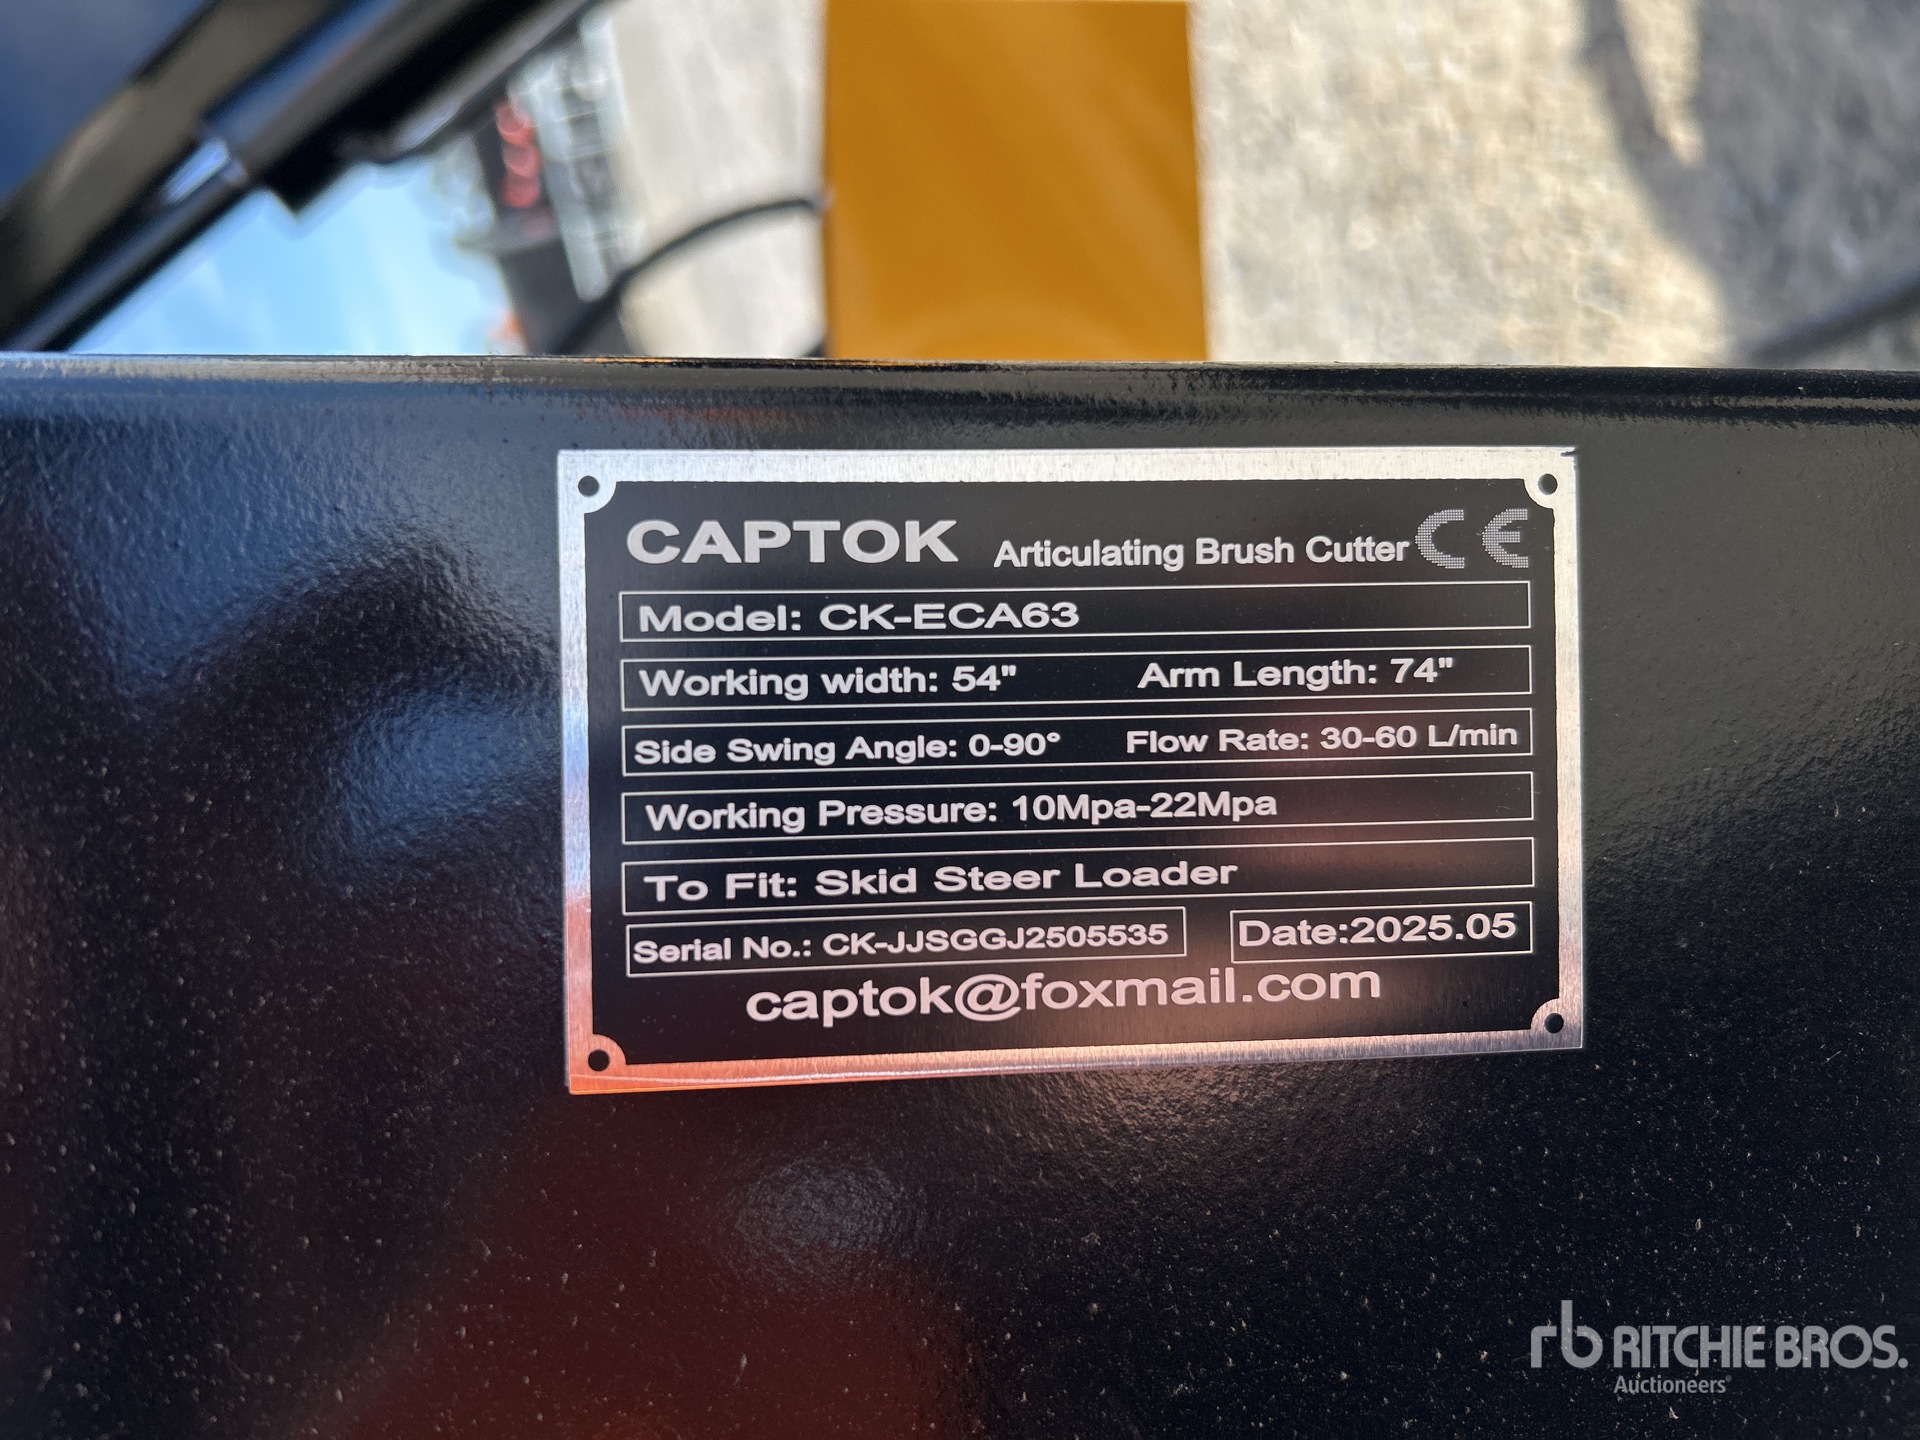 CAPTOK Articulating Brush Cutter CE
Model: CK-ECA63
Working width: 54" Arm Length: 74"
Side Swing Angle: 0-90° Flow Rate: 30-60 L/min
Working Pressure: 10Mpa-22Mpa
To Fit: Skid Steer Loader
Serial No.: CK-JJSGGJ2505535 Date:2025.05
captok@foxmail.com
rb RITCHIE BROS.
Auctioneers